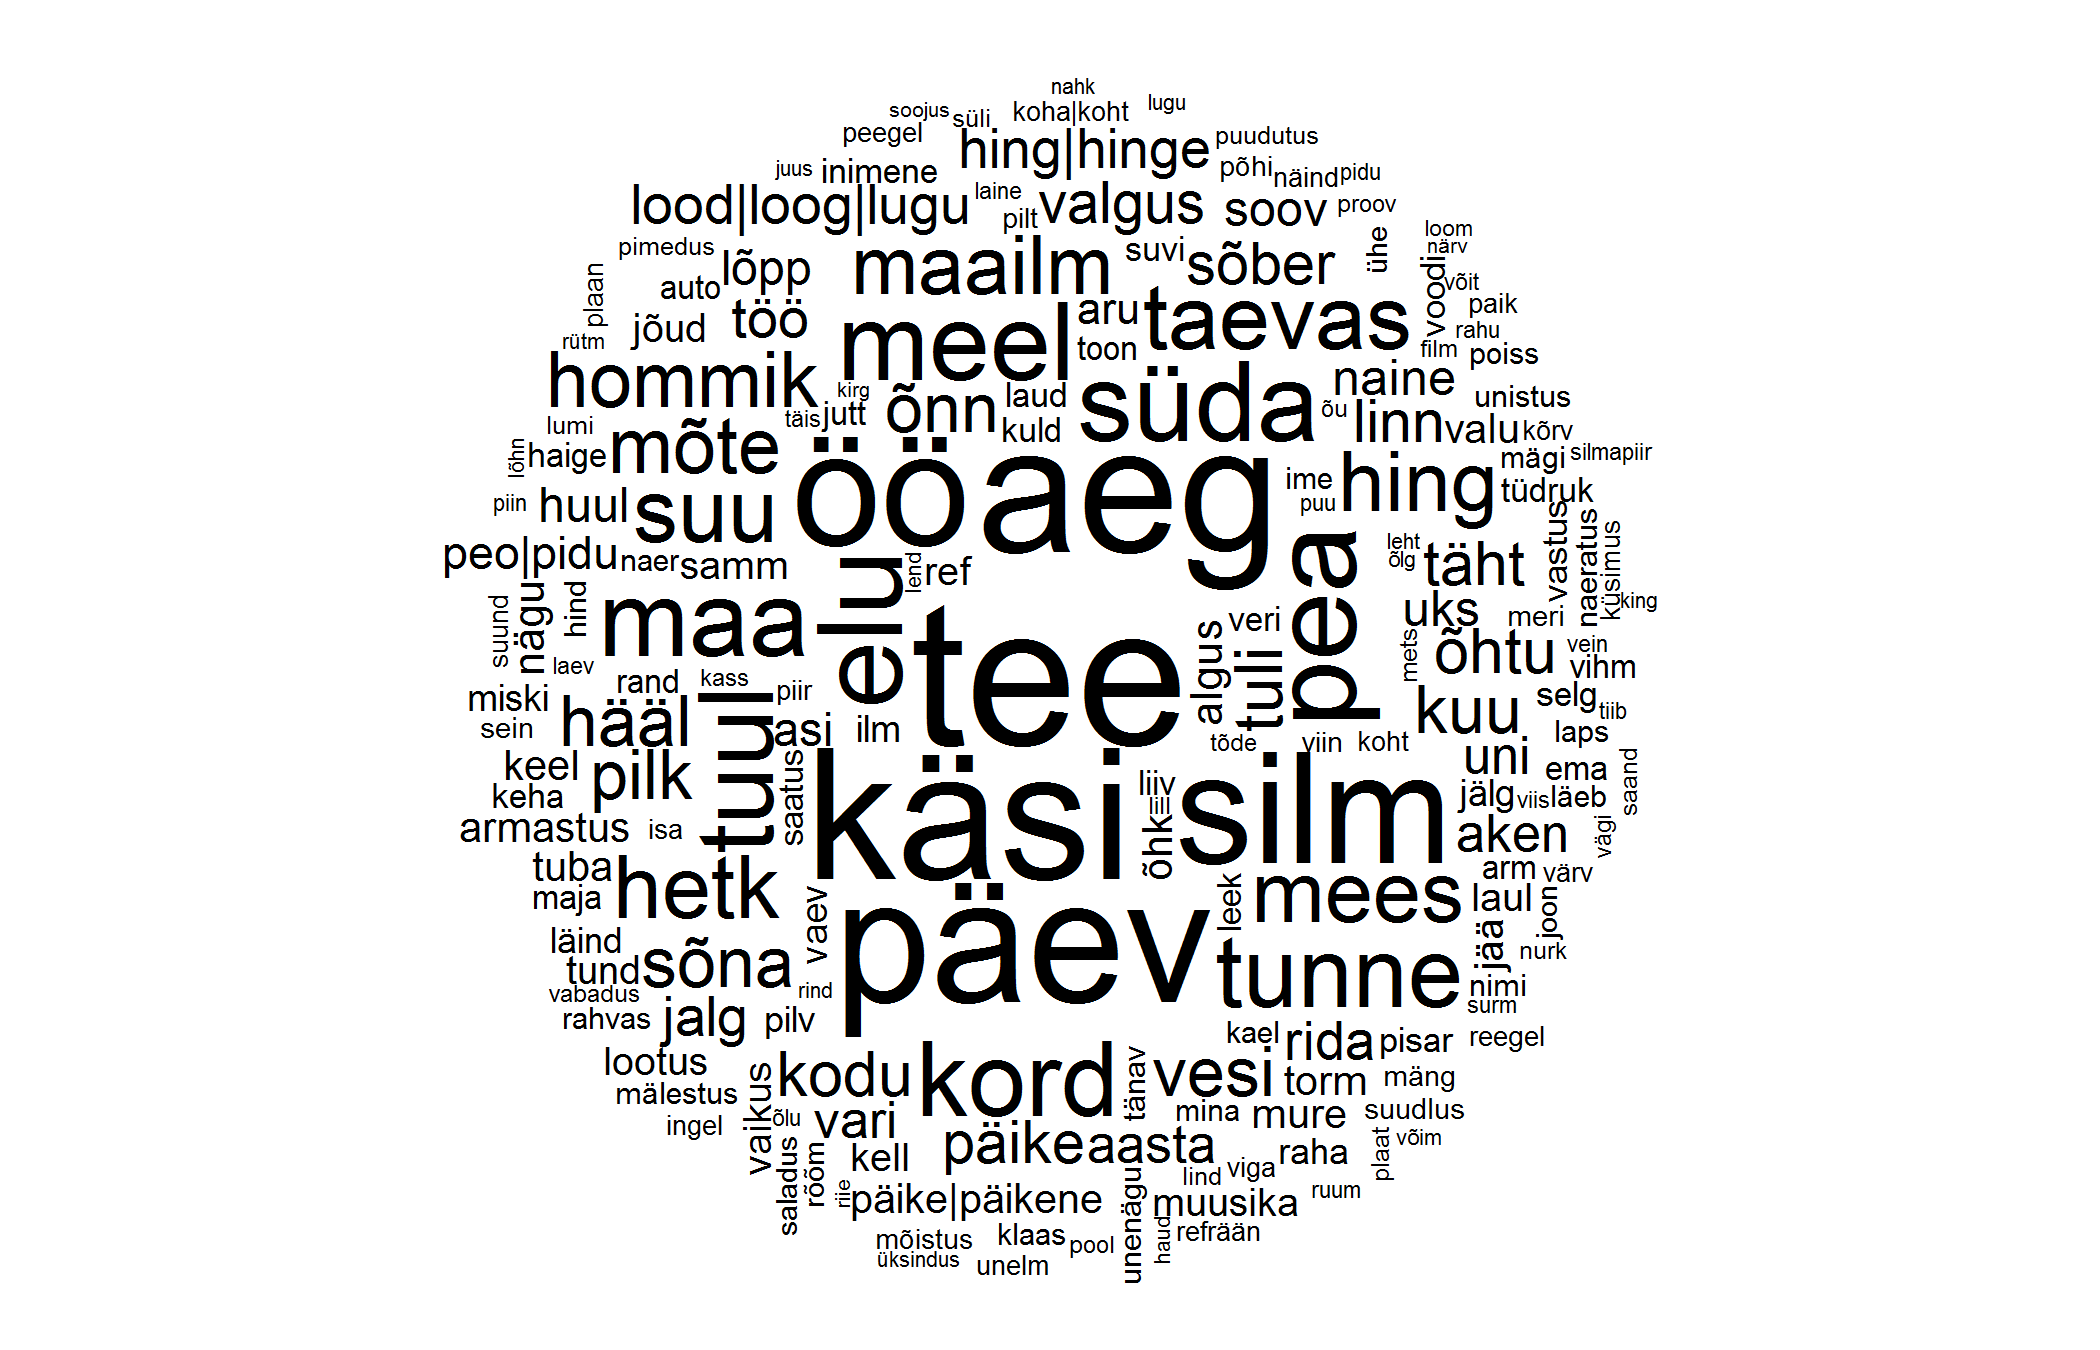 nahk
soojus süli koha|koht lugu
peegel hing|hinge puudutus
juus inimene põhi näind pidu
lood|loog|lugu laine pilt valgus soov proov
pimedus lõpp maailm suvi sõber ühe loom närv
plaan auto töö meel aru taevas voodi võit paik
rütm jõud toon film rahu poiss
hommik kirg õnn laud süda naine unistus
lumi täis jutt kuld õu linn valu kõrv
lõhn haige mõte öö aeg ime hing mägi silmapiir
piin huul suu puu tüdruk
peo|pidu naer samm elu lend ref pea leht õlg täht vastus naeratus küsimus
suund nägu hind maa tee algus veri uks meri king
laev rand kass tuul piir tuli mets õhtu vein vihm
miski hääl asi ilm tõde viin koht kuu selg tiib
sein laps
keel pilk saatus käsi liiv silm uni ema saand
keha jälg viis läeb
armastus isa õhk liili aken vägi
tuba hetk leek mees arm värv
maja vaev päev laul joon
läind sõna tunne jää nurk
tund rind nimi
vabadus surm
rahvas jalg pilv kael rida pisar reegel
lootus kodu kord tänav vesi torm mäng
mälestus vaikus õlu vari mina mure suudlus
ingel päike aasta plaat võim
saladus rõõm kell lind viga raha
riie päike|päikene unenägu muusika ruum
mõistus klaas pool haud refrään
üksindus unelm